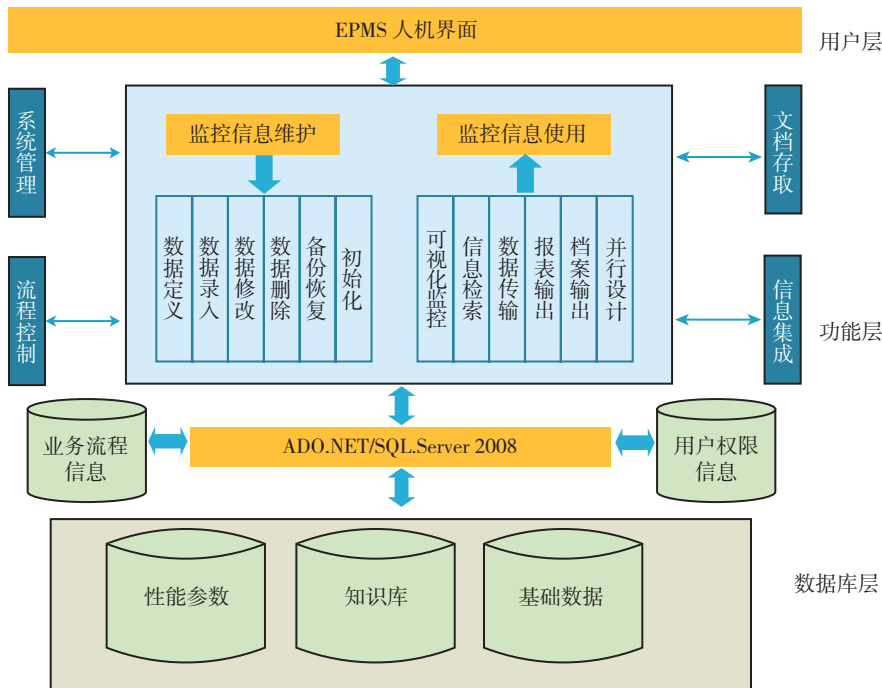 EPMS 人机界面
用户层
系统管理
监控信息维护
监控信息使用
文档存取
数据定义
数据录入
数据修改
数据删除
备份恢复
初始化
可视化监控
信息检索
数据传输
报表输出
档案输出
并行设计
流程控制
信息集成
功能层
业务流程
信息
ADO.NET/SQL.Server 2008
用户权限
信息
性能参数
知识库
基础数据
数据库层